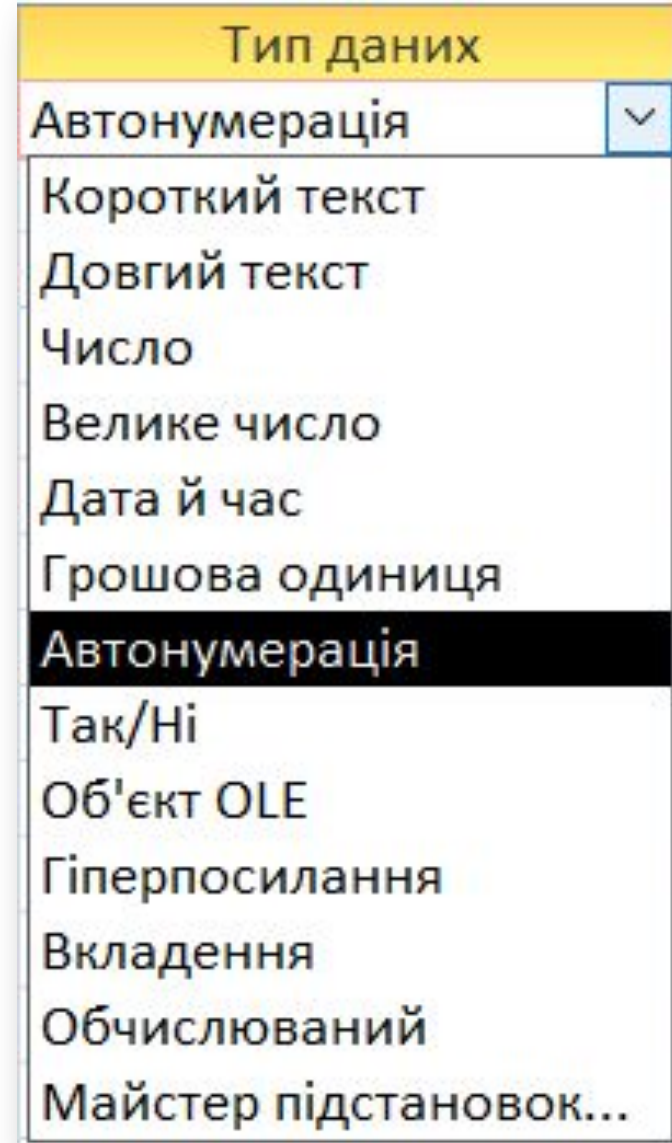 Тип даних
Автонумерація
Короткий текст
Довгий текст
Число
Велике число
Дата й час
Грошова одиниця
Автонумерація
Так/Ні
Об'єкт OLE
Гіперпосилання
Вкладення
Обчислюваний
Майстер підстановок...